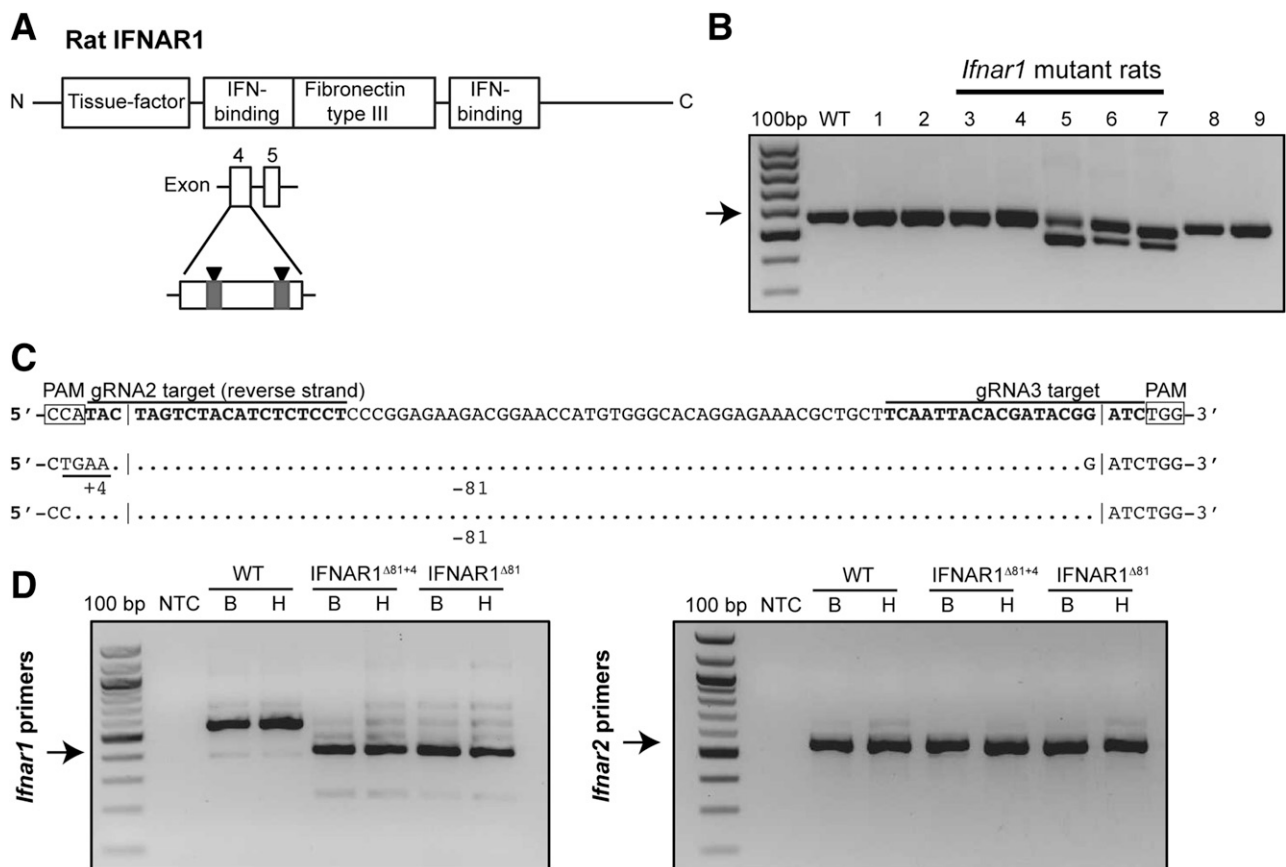 A
Rat IFNAR1
N Tissue-factor IFN-binding Fibronectin type III IFN-binding C
Exon 4 5
B
Ifnar1 mutant rats
100bp WT 1 2 3 4 5 6 7 8 9
C
PAM gRNA2 target (reverse strand) gRNA3 target PAM
5′-CCATAC|TAGTCTACATCTCTCCTCCCGGAGAAGACGGAACCATGTGGGCACAGGAGAAACGCTGCTTCAATTACACGATACGG|ATCTGG-3′
5′-CTGAA.|................................................................................G|ATCTGG-3′
+4 -81
5′-CC....|.................................................................................|ATCTGG-3′
-81
D
WT IFNAR1Δ81+4 IFNAR1Δ81
100 bp NTC B H B H B H
Ifnar1 primers
WT IFNAR1Δ81+4 IFNAR1Δ81
100 bp NTC B H B H B H
Ifnar2 primers